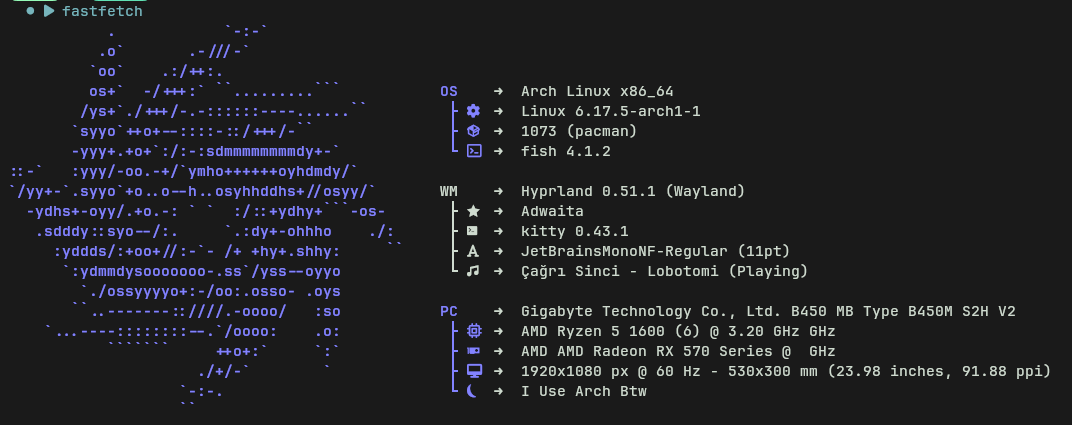 fastfetch
OS → Arch Linux x86_64
→ Linux 6.17.5-arch1-1
→ 1073 (pacman)
→ fish 4.1.2
WM → Hyprland 0.51.1 (Wayland)
→ Adwaita
→ kitty 0.43.1
→ JetBrainsMonoNF-Regular (11pt)
→ Çağrı Sinci - Lobotomi (Playing)
PC → Gigabyte Technology Co., Ltd. B450 MB Type B450M S2H V2
→ AMD Ryzen 5 1600 (6) @ 3.20 GHz GHz
→ AMD AMD Radeon RX 570 Series @  GHz
→ 1920x1080 px @ 60 Hz - 530x300 mm (23.98 inches, 91.88 ppi)
→ I Use Arch Btw